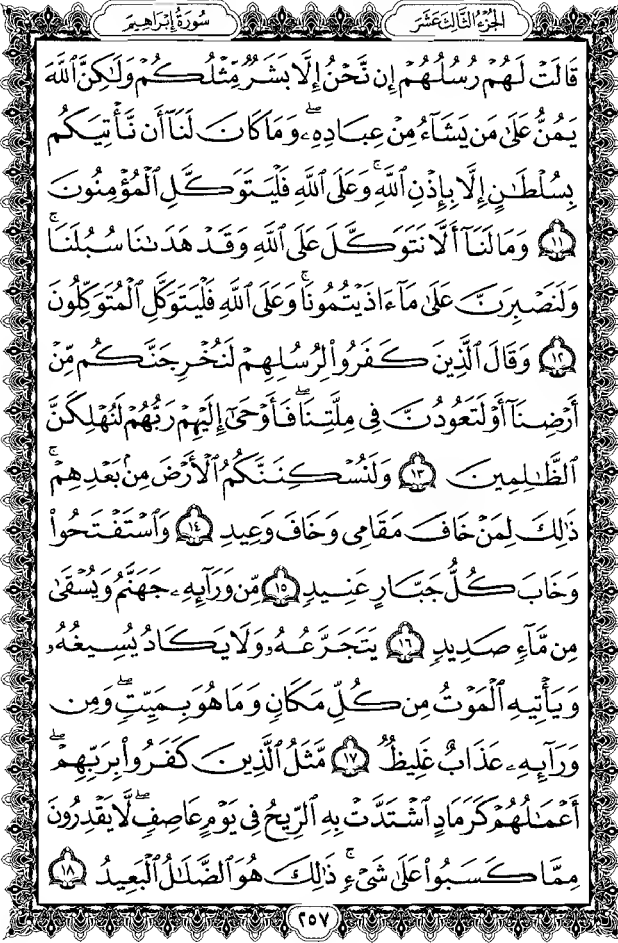 الجزء الثالث عشر
سورة إبراهيم
قَالَتْ لَهُمْ رُسُلُهُمْ إِن نَّحْنُ إِلَّا بَشَرٌ مِّثْلُكُمْ وَلَٰكِنَّ ٱللَّهَ
يَمُنُّ عَلَىٰ مَن يَشَآءُ مِنْ عِبَادِهِۦ ۖ وَمَا كَانَ لَنَآ أَن نَّأْتِيَكُم
بِسُلْطَٰنٍ إِلَّا بِإِذْنِ ٱللَّهِ ۚ وَعَلَى ٱللَّهِ فَلْيَتَوَكَّلِ ٱلْمُؤْمِنُونَ
١١ وَمَا لَنَآ أَلَّا نَتَوَكَّلَ عَلَى ٱللَّهِ وَقَدْ هَدَىٰنَا سُبُلَنَا ۚ
وَلَنَصْبِرَنَّ عَلَىٰ مَآ ءَاذَيْتُمُونَا ۚ وَعَلَى ٱللَّهِ فَلْيَتَوَكَّلِ ٱلْمُتَوَكِّلُونَ
١٢ وَقَالَ ٱلَّذِينَ كَفَرُوا۟ لِرُسُلِهِمْ لَنُخْرِجَنَّكُم مِّنْ
أَرْضِنَآ أَوْ لَتَعُودُنَّ فِى مِلَّتِنَا ۖ فَأَوْحَىٰٓ إِلَيْهِمْ رَبُّهُمْ لَنُهْلِكَنَّ
ٱلظَّٰلِمِينَ ١٣ وَلَنُسْكِنَنَّكُمُ ٱلْأَرْضَ مِنۢ بَعْدِهِمْ ۚ
ذَٰلِكَ لِمَنْ خَافَ مَقَامِى وَخَافَ وَعِيدِ ١٤ وَٱسْتَفْتَحُوا۟
وَخَابَ كُلُّ جَبَّارٍ عَنِيدٍ ١٥ مِّن وَرَآئِهِۦ جَهَنَّمُ وَيُسْقَىٰ
مِن مَّآءٍ صَدِيدٍ ١٦ يَتَجَرَّعُهُۥ وَلَا يَكَادُ يُسِيغُهُۥ
وَيَأْتِيهِ ٱلْمَوْتُ مِن كُلِّ مَكَانٍ وَمَا هُوَ بِمَيِّتٍ ۖ وَمِن
وَرَآئِهِۦ عَذَابٌ غَلِيظٌ ١٧ مَّثَلُ ٱلَّذِينَ كَفَرُوا۟ بِرَبِّهِمْ ۖ
أَعْمَٰلُهُمْ كَرَمَادٍ ٱشْتَدَّتْ بِهِ ٱلرِّيحُ فِى يَوْمٍ عَاصِفٍ ۖ لَّا يَقْدِرُونَ
مِمَّا كَسَبُوا۟ عَلَىٰ شَىْءٍ ۚ ذَٰلِكَ هُوَ ٱلضَّلَٰلُ ٱلْبَعِيدُ ١٨
٢٥٧